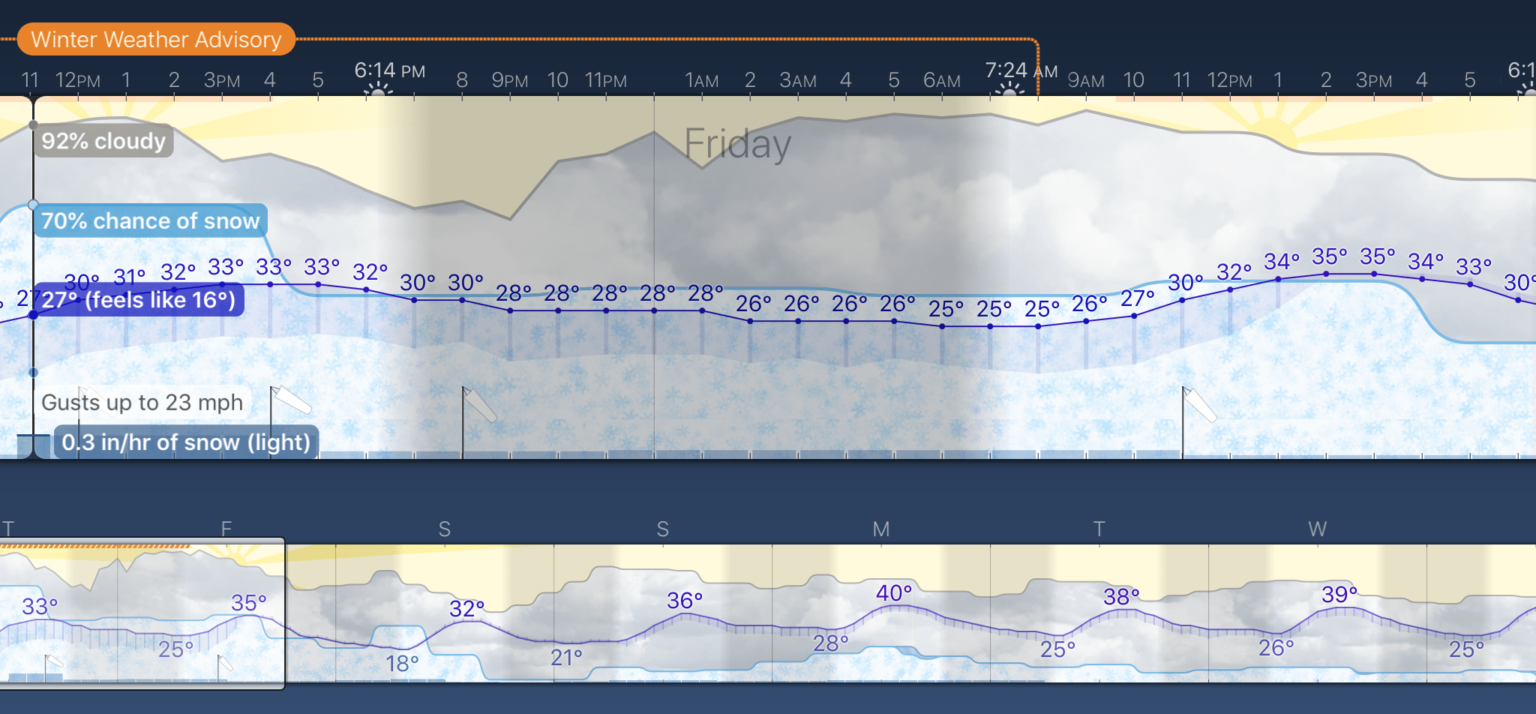 Winter Weather Advisory
6:14 PM 7:24 AM
11 12PM 1 2 3PM 4 5 8 9PM 10 11PM 1AM 2 3AM 4 5 6AM 9AM 10 11 12PM 1 2 3PM 4 5
92% cloudy
Friday
70% chance of snow
30° 31° 32° 33° 33° 33° 32° 30° 30° 28° 28° 28° 28° 28° 26° 26° 26° 26° 25° 25° 25° 26° 27° 30° 32° 34° 35° 35° 34° 33° 30°
27° (feels like 16°)
Gusts up to 23 mph
0.3 in/hr of snow (light)
T F S S M T W
33° 35° 32° 36° 40° 38° 39°
25° 18° 21° 28° 25° 26° 25°